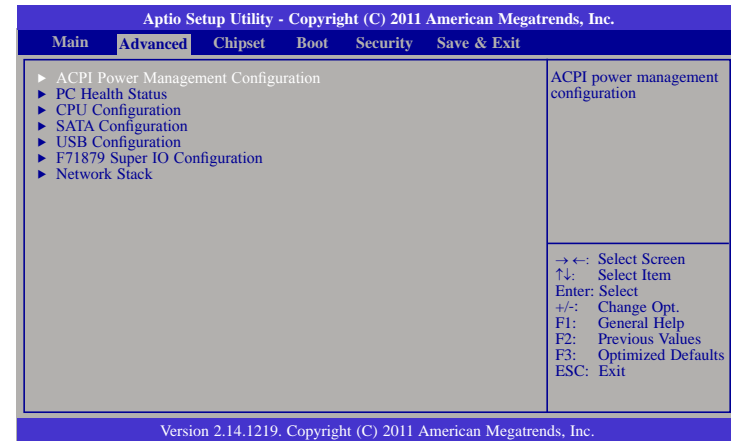 Aptio Setup Utility - Copyright (C) 2011 American Megatrends, Inc.
Main Advanced Chipset Boot Security Save & Exit
► ACPI Power Management Configuration
► PC Health Status
► CPU Configuration
► SATA Configuration
► USB Configuration
► F71879 Super IO Configuration
► Network Stack
ACPI power management
configuration
→←: Select Screen
↑↓: Select Item
Enter: Select
+/-: Change Opt.
F1: General Help
F2: Previous Values
F3: Optimized Defaults
ESC: Exit
Version 2.14.1219. Copyright (C) 2011 American Megatrends, Inc.